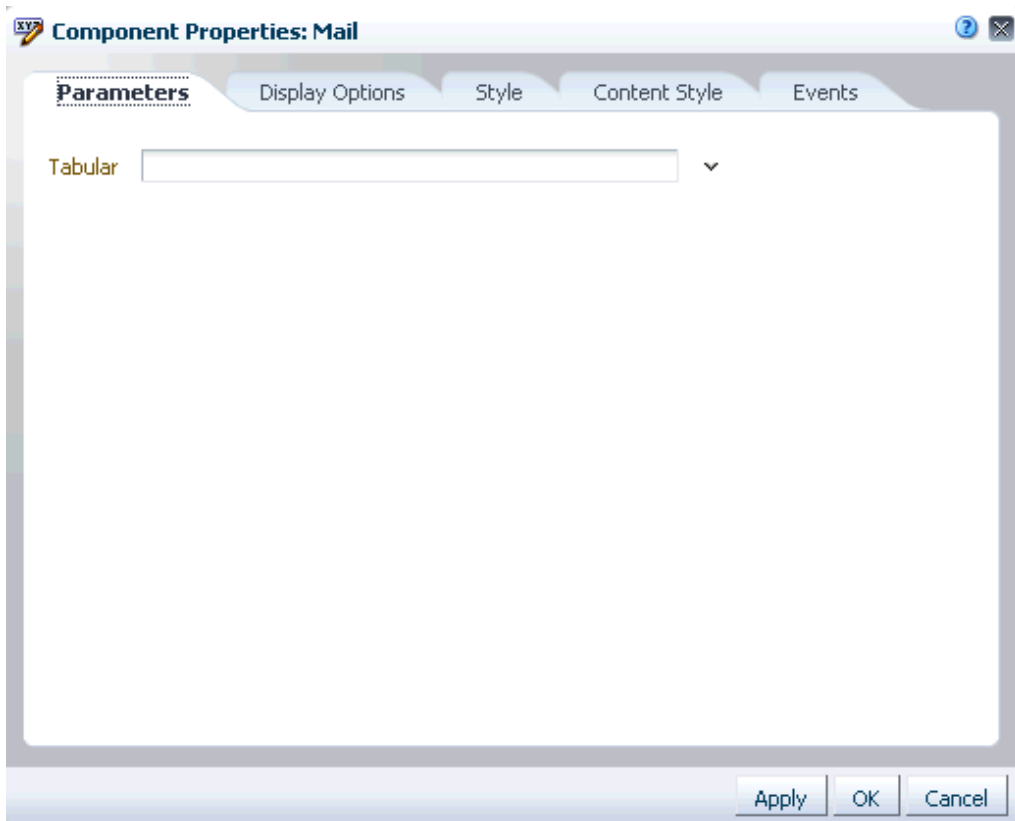 Component Properties: Mail
Parameters Display Options Style Content Style Events
Tabular
Apply OK Cancel